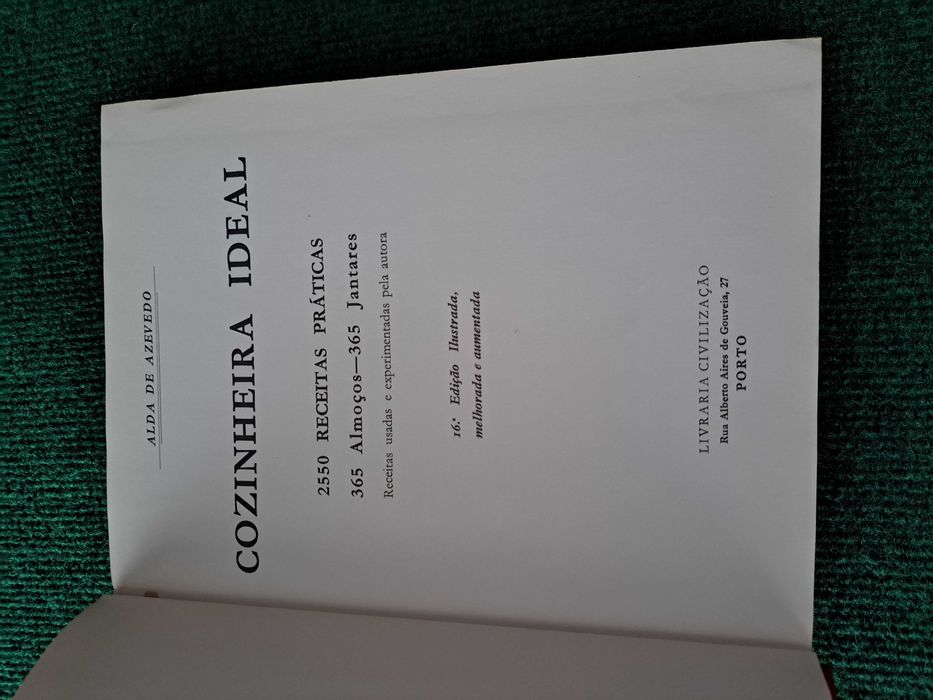 ALDA DE AZEVEDO
COZINHEIRA IDEAL
2550 RECEITAS PRÁTICAS
365 Almoços—365 Jantares
Receitas usadas e experimentadas pela autora
16.ª Edição Ilustrada,
melhorada e aumentada
LIVRARIA CIVILIZAÇÃO
Rua Alberto Aires de Gouveia, 27
PORTO